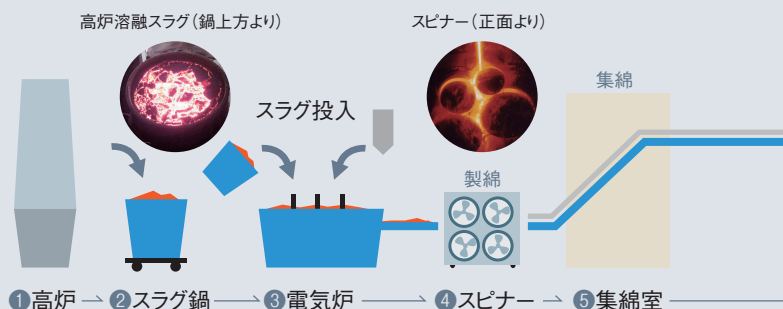 高炉溶融スラグ（鍋上方より）
スピナー（正面より）
スラグ投入
集綿
製綿
❶高炉 → ❷スラグ鍋 → ❸電気炉 → ❹スピナー → ❺集綿室